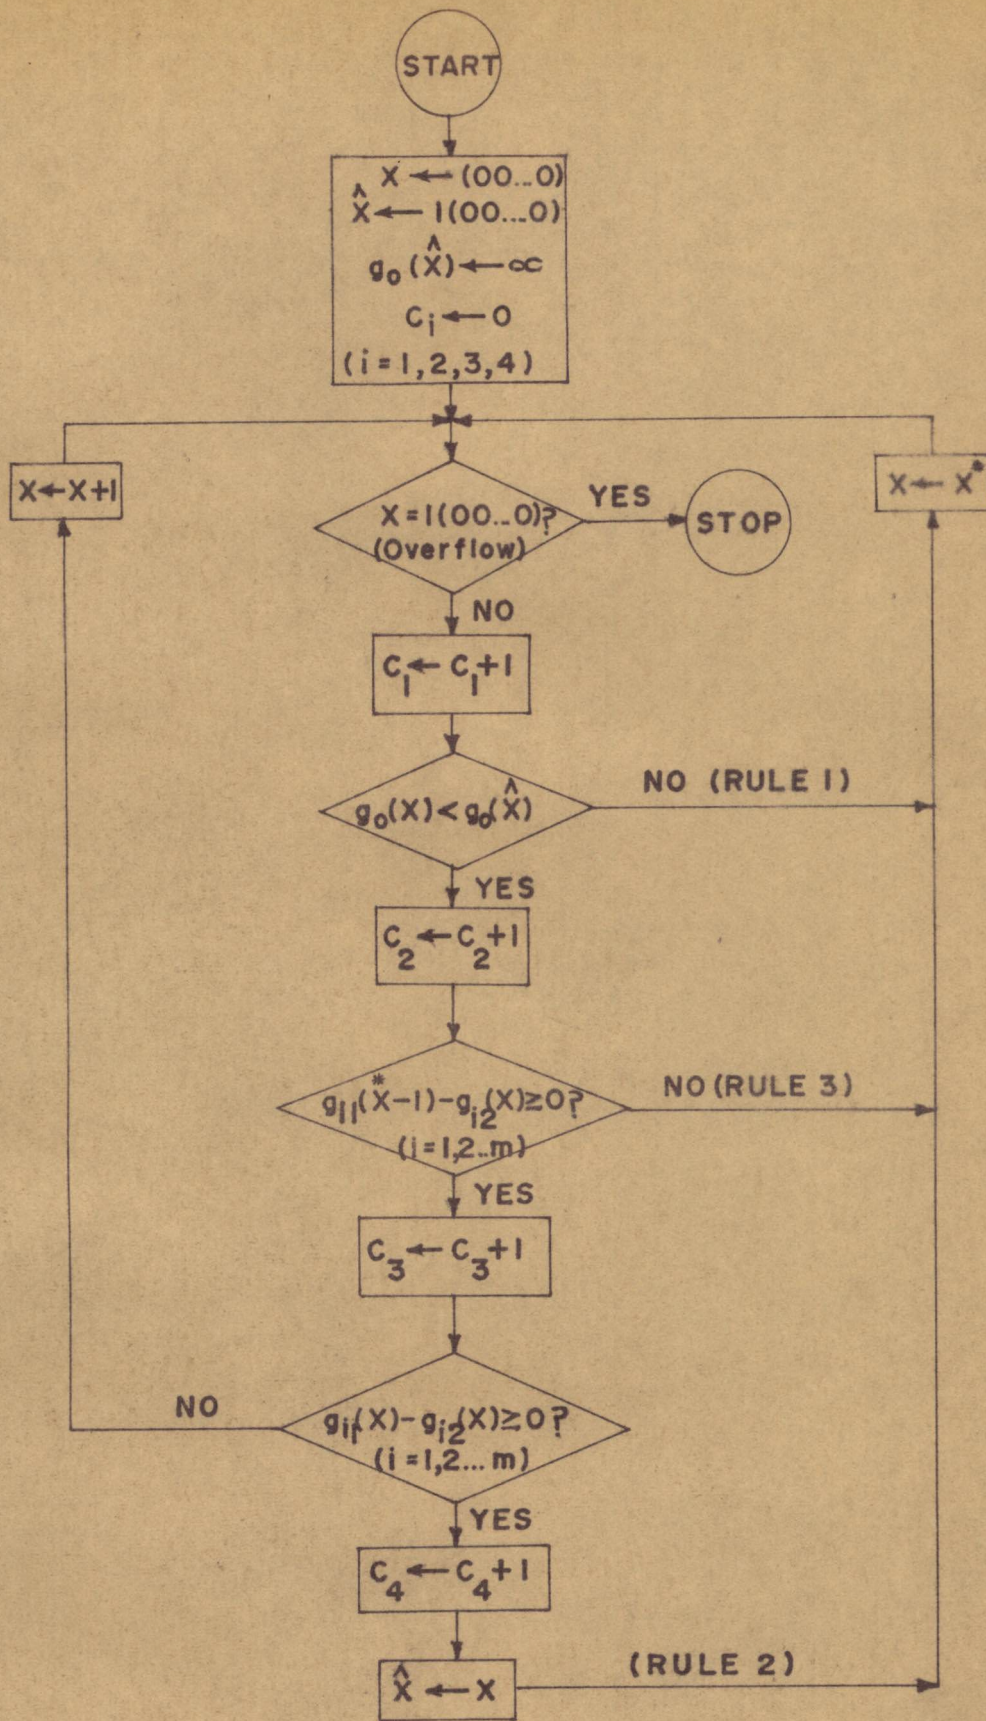 START
X ← (00...0)
X̂ ← 1(00...0)
g₀(X̂) ← ∞
Cᵢ ← 0
(i = 1,2,3,4)
X ← X+1
X ← X*
X = 1(00...0)?
(Overflow)
YES
STOP
NO
C₁ ← C₁+1
g₀(X) < g₀(X̂)
NO (RULE 1)
YES
C₂ ← C₂+1
gᵢ₁(X*-1) - gᵢ₂(X) ≥ 0?
(i = 1,2..m)
NO (RULE 3)
YES
C₃ ← C₃+1
gᵢ₁(X) - gᵢ₂(X) ≥ 0?
(i = 1,2...m)
NO
YES
C₄ ← C₄+1
X̂ ← X
(RULE 2)